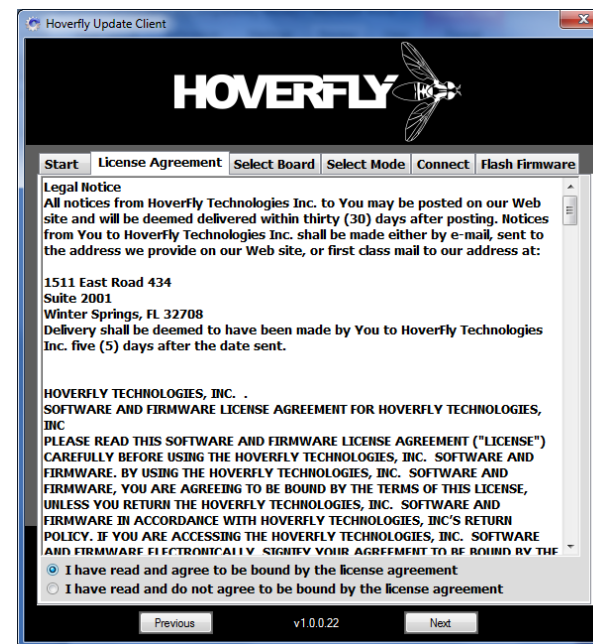 Hoverfly Update Client
HOVERFLY
Start License Agreement Select Board Select Mode Connect Flash Firmware
Legal Notice
All notices from HoverFly Technologies Inc. to You may be posted on our Web
site and will be deemed delivered within thirty (30) days after posting. Notices
from You to HoverFly Technologies Inc. shall be made either by e-mail, sent to
the address we provide on our Web site, or first class mail to our address at:
1511 East Road 434
Suite 2001
Winter Springs, FL 32708
Delivery shall be deemed to have been made by You to HoverFly Technologies
Inc. five (5) days after the date sent.
HOVERFLY TECHNOLOGIES, INC. .
SOFTWARE AND FIRMWARE LICENSE AGREEMENT FOR HOVERFLY TECHNOLOGIES,
INC
PLEASE READ THIS SOFTWARE AND FIRMWARE LICENSE AGREEMENT ("LICENSE")
CAREFULLY BEFORE USING THE HOVERFLY TECHNOLOGIES, INC. SOFTWARE AND
FIRMWARE. BY USING THE HOVERFLY TECHNOLOGIES, INC. SOFTWARE AND
FIRMWARE, YOU ARE AGREEING TO BE BOUND BY THE TERMS OF THIS LICENSE,
UNLESS YOU RETURN THE HOVERFLY TECHNOLOGIES, INC. SOFTWARE AND
FIRMWARE IN ACCORDANCE WITH HOVERFLY TECHNOLOGIES, INC'S RETURN
POLICY. IF YOU ARE ACCESSING THE HOVERFLY TECHNOLOGIES, INC. SOFTWARE
AND FIRMWARE ELECTRONICALLY, SIGNIFY YOUR AGREEMENT TO BE BOUND BY THE
I have read and agree to be bound by the license agreement
I have read and do not agree to be bound by the license agreement
Previous v1.0.0.22 Next